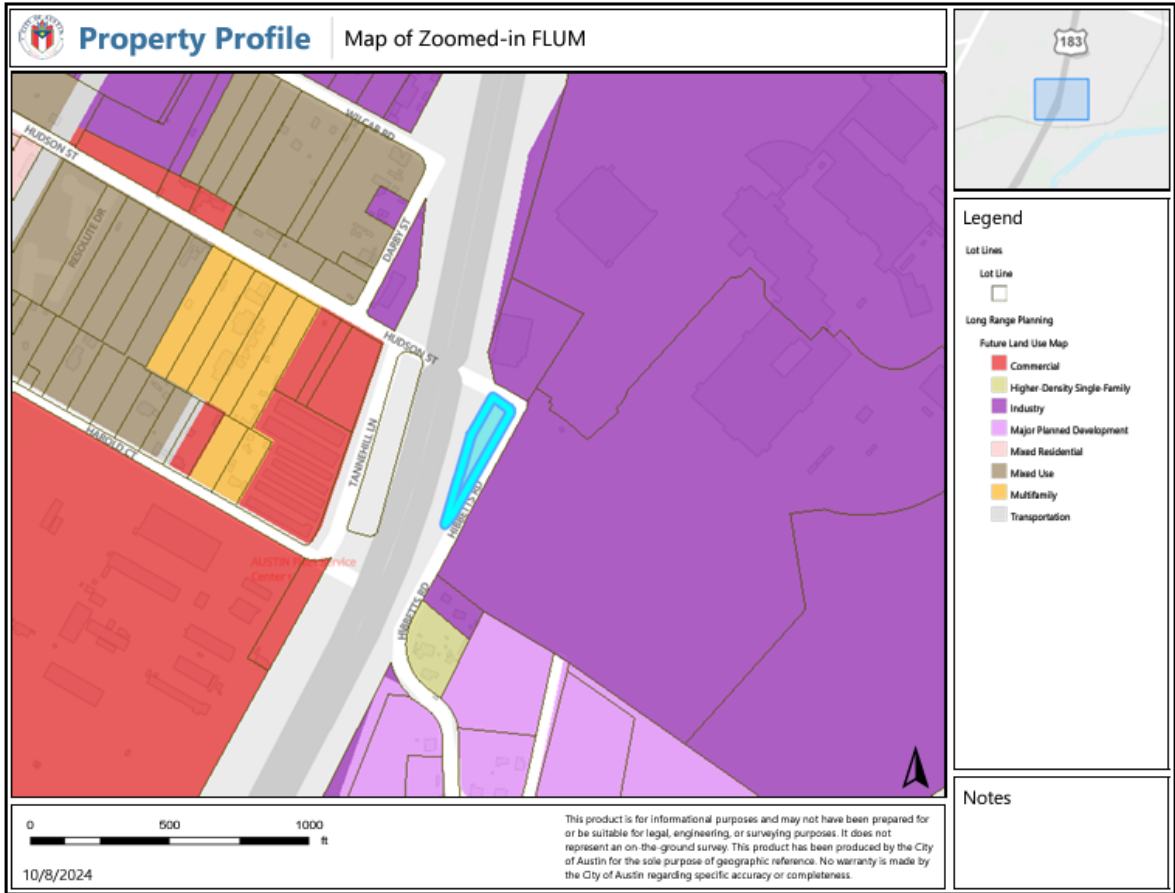 CITY OF AUSTIN
Property Profile
Map of Zoomed-in FLUM
183
WILCAB RD
HUDSON ST
RESOLUTE DR
DARBY ST
HUDSON ST
HAROLD CT
TANNEHILL LN
HIBBETTS RD
AUSTIN Fleet Service
Center
HIBBETTS RD
Legend
Lot Lines
Lot Line
Long Range Planning
Future Land Use Map
Commercial
Higher-Density Single-Family
Industry
Major Planned Development
Mixed Residential
Mixed Use
Multifamily
Transportation
Notes
0 500 1000
ft
10/8/2024
This product is for informational purposes and may not have been prepared for
or be suitable for legal, engineering, or surveying purposes. It does not
represent an on-the-ground survey. This product has been produced by the City
of Austin for the sole purpose of geographic reference. No warranty is made by
the City of Austin regarding specific accuracy or completeness.